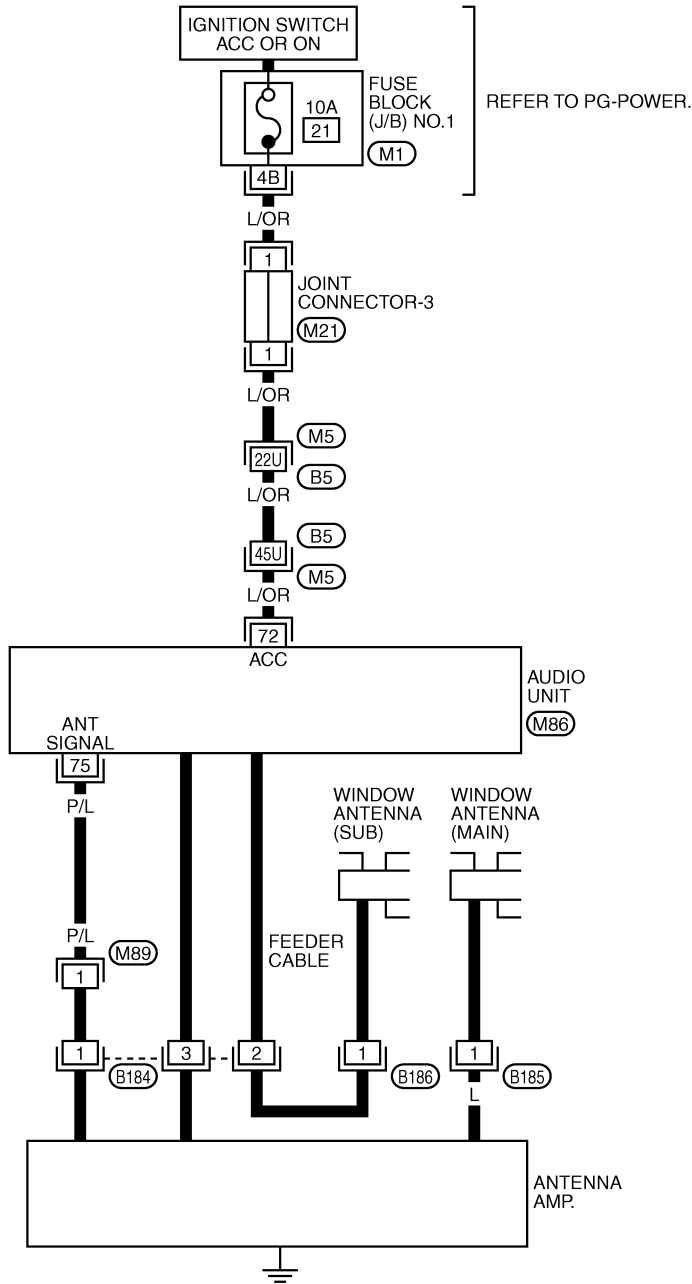 IGNITION SWITCH
ACC OR ON
FUSE
BLOCK
(J/B) NO.1
10A
21
M1
REFER TO PG-POWER.
4B
L/OR
1
JOINT
CONNECTOR-3
M21
1
L/OR
M5
22U
B5
L/OR
B5
45U
M5
L/OR
72
ACC
AUDIO
UNIT
M86
ANT
SIGNAL
75
P/L
WINDOW
ANTENNA
(SUB)
WINDOW
ANTENNA
(MAIN)
P/L
M89
1
FEEDER
CABLE
1
3
2
1
1
B184
B186
B185
L
ANTENNA
AMP.